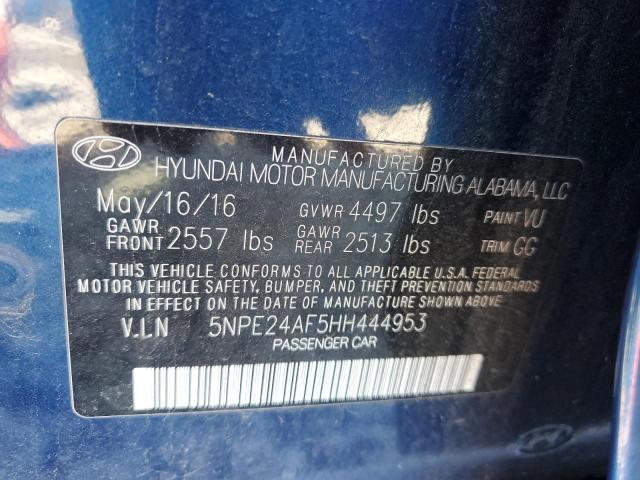 MANUFACTURED BY
HYUNDAI MOTOR MANUFACTURING ALABAMA, LLC
May/16/16 GVWR 4497 lbs PAINT VU
GAWR FRONT 2557 lbs GAWR REAR 2513 lbs TRIM GG
THIS VEHICLE CONFORMS TO ALL APPLICABLE U.S.A. FEDERAL
MOTOR VEHICLE SAFETY, BUMPER, AND THEFT PREVENTION STANDARDS
IN EFFECT ON THE DATE OF MANUFACTURE SHOWN ABOVE.
V.I.N 5NPE24AF5HH444953
PASSENGER CAR